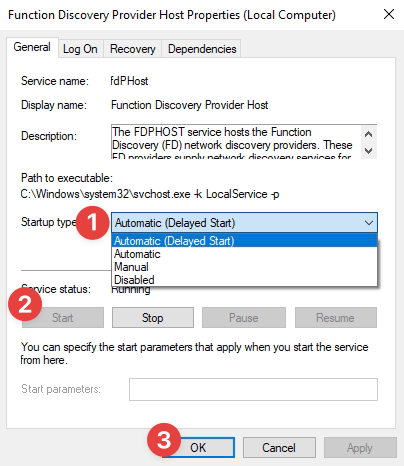 Function Discovery Provider Host Properties (Local Computer)
General Log On Recovery Dependencies
Service name: fdPHost
Display name: Function Discovery Provider Host
Description: The FDPHOST service hosts the Function
Discovery (FD) network discovery providers. These
FD providers supply network discovery services for
Path to executable:
C:\Windows\system32\svchost.exe -k LocalService -p
Startup type 1 Automatic (Delayed Start)
Automatic (Delayed Start)
Automatic
Manual
Disabled
Service status: Running
2
Start Stop Pause Resume
You can specify the start parameters that apply when you start the service
from here.
Start parameters:
3 OK Cancel Apply